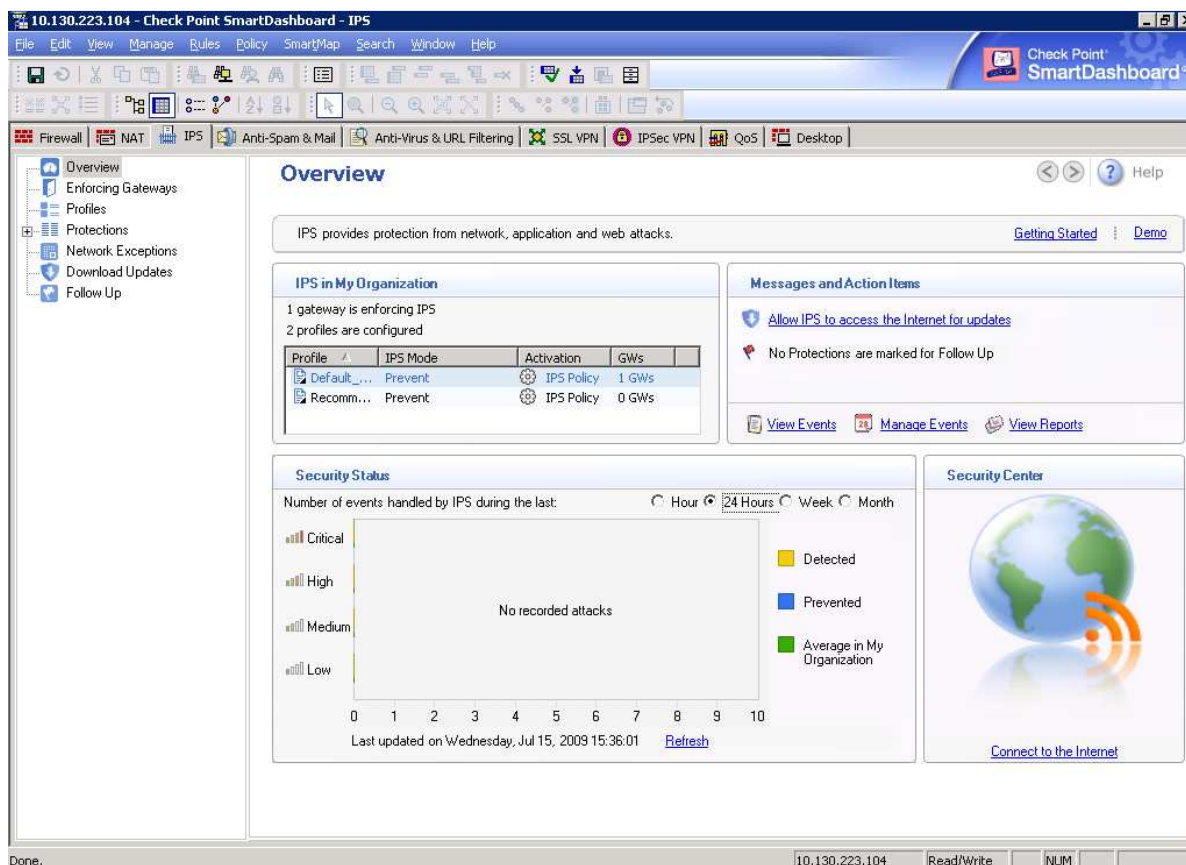 10.130.223.104 - Check Point SmartDashboard - IPS
File Edit View Manage Rules Policy SmartMap Search Window Help
Check Point
SmartDashboard
Firewall NAT IPS Anti-Spam & Mail Anti-Virus & URL Filtering SSL VPN IPSec VPN QoS Desktop
Overview
Enforcing Gateways
Profiles
Protections
Network Exceptions
Download Updates
Follow Up
Overview
Help
IPS provides protection from network, application and web attacks.
Getting Started Demo
IPS in My Organization
1 gateway is enforcing IPS
2 profiles are configured
Profile IPS Mode Activation GWs
Default_... Prevent IPS Policy 1 GWs
Recomm... Prevent IPS Policy 0 GWs
Messages and Action Items
Allow IPS to access the Internet for updates
No Protections are marked for Follow Up
View Events 28 Manage Events View Reports
Security Status
Number of events handled by IPS during the last: Hour 24 Hours Week Month
Critical
High
Medium
Low
No recorded attacks
Detected
Prevented
Average in My
Organization
0 1 2 3 4 5 6 7 8 9 10
Last updated on Wednesday, Jul 15, 2009 15:36:01 Refresh
Security Center
Connect to the Internet
Done. 10.130.223.104 Read/Write NUM